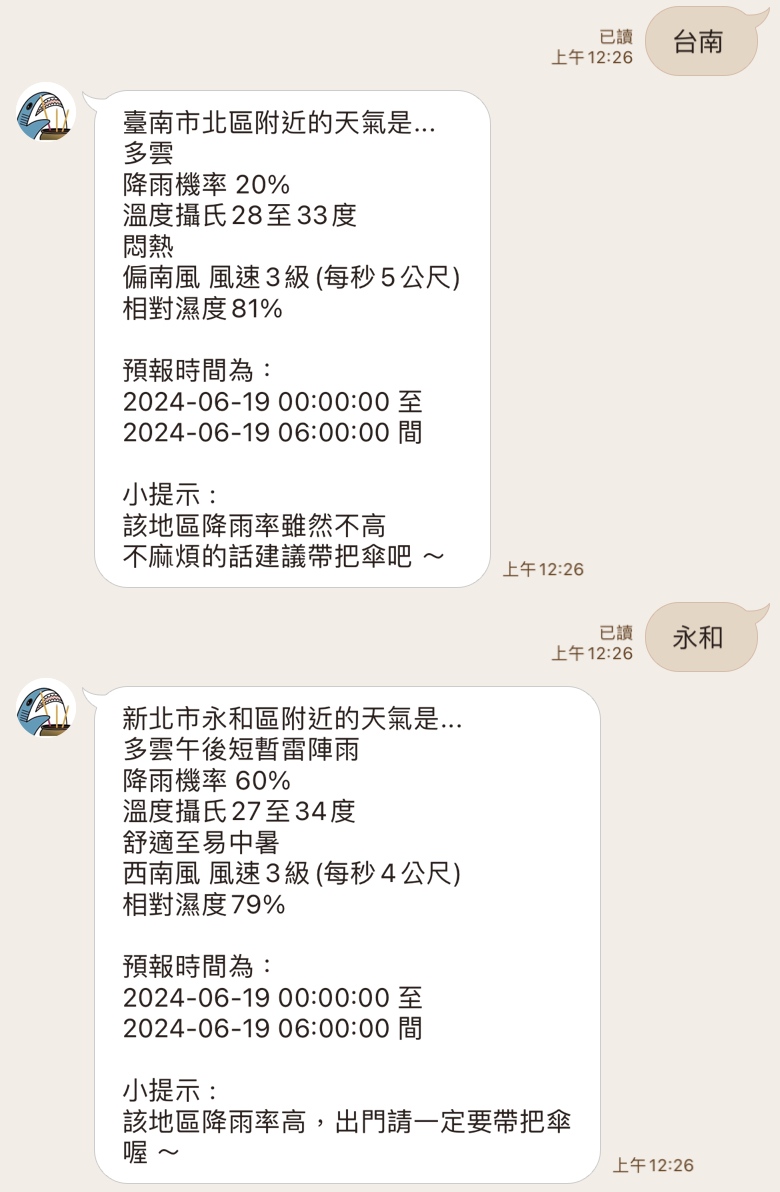 台南
已讀
上午12:26
臺南市北區附近的天氣是...
多雲
降雨機率 20%
溫度攝氏28至33度
悶熱
偏南風 風速3級(每秒5公尺)
相對濕度81%
預報時間為：
2024-06-19 00:00:00 至
2024-06-19 06:00:00 間
小提示：
該地區降雨率雖然不高
不麻煩的話建議帶把傘吧 ～
上午12:26
永和
已讀
上午12:26
新北市永和區附近的天氣是...
多雲午後短暫雷陣雨
降雨機率 60%
溫度攝氏27至34度
舒適至易中暑
西南風 風速3級(每秒4公尺)
相對濕度79%
預報時間為：
2024-06-19 00:00:00 至
2024-06-19 06:00:00 間
小提示：
該地區降雨率高，出門請一定要帶把傘
喔 ～
上午12:26